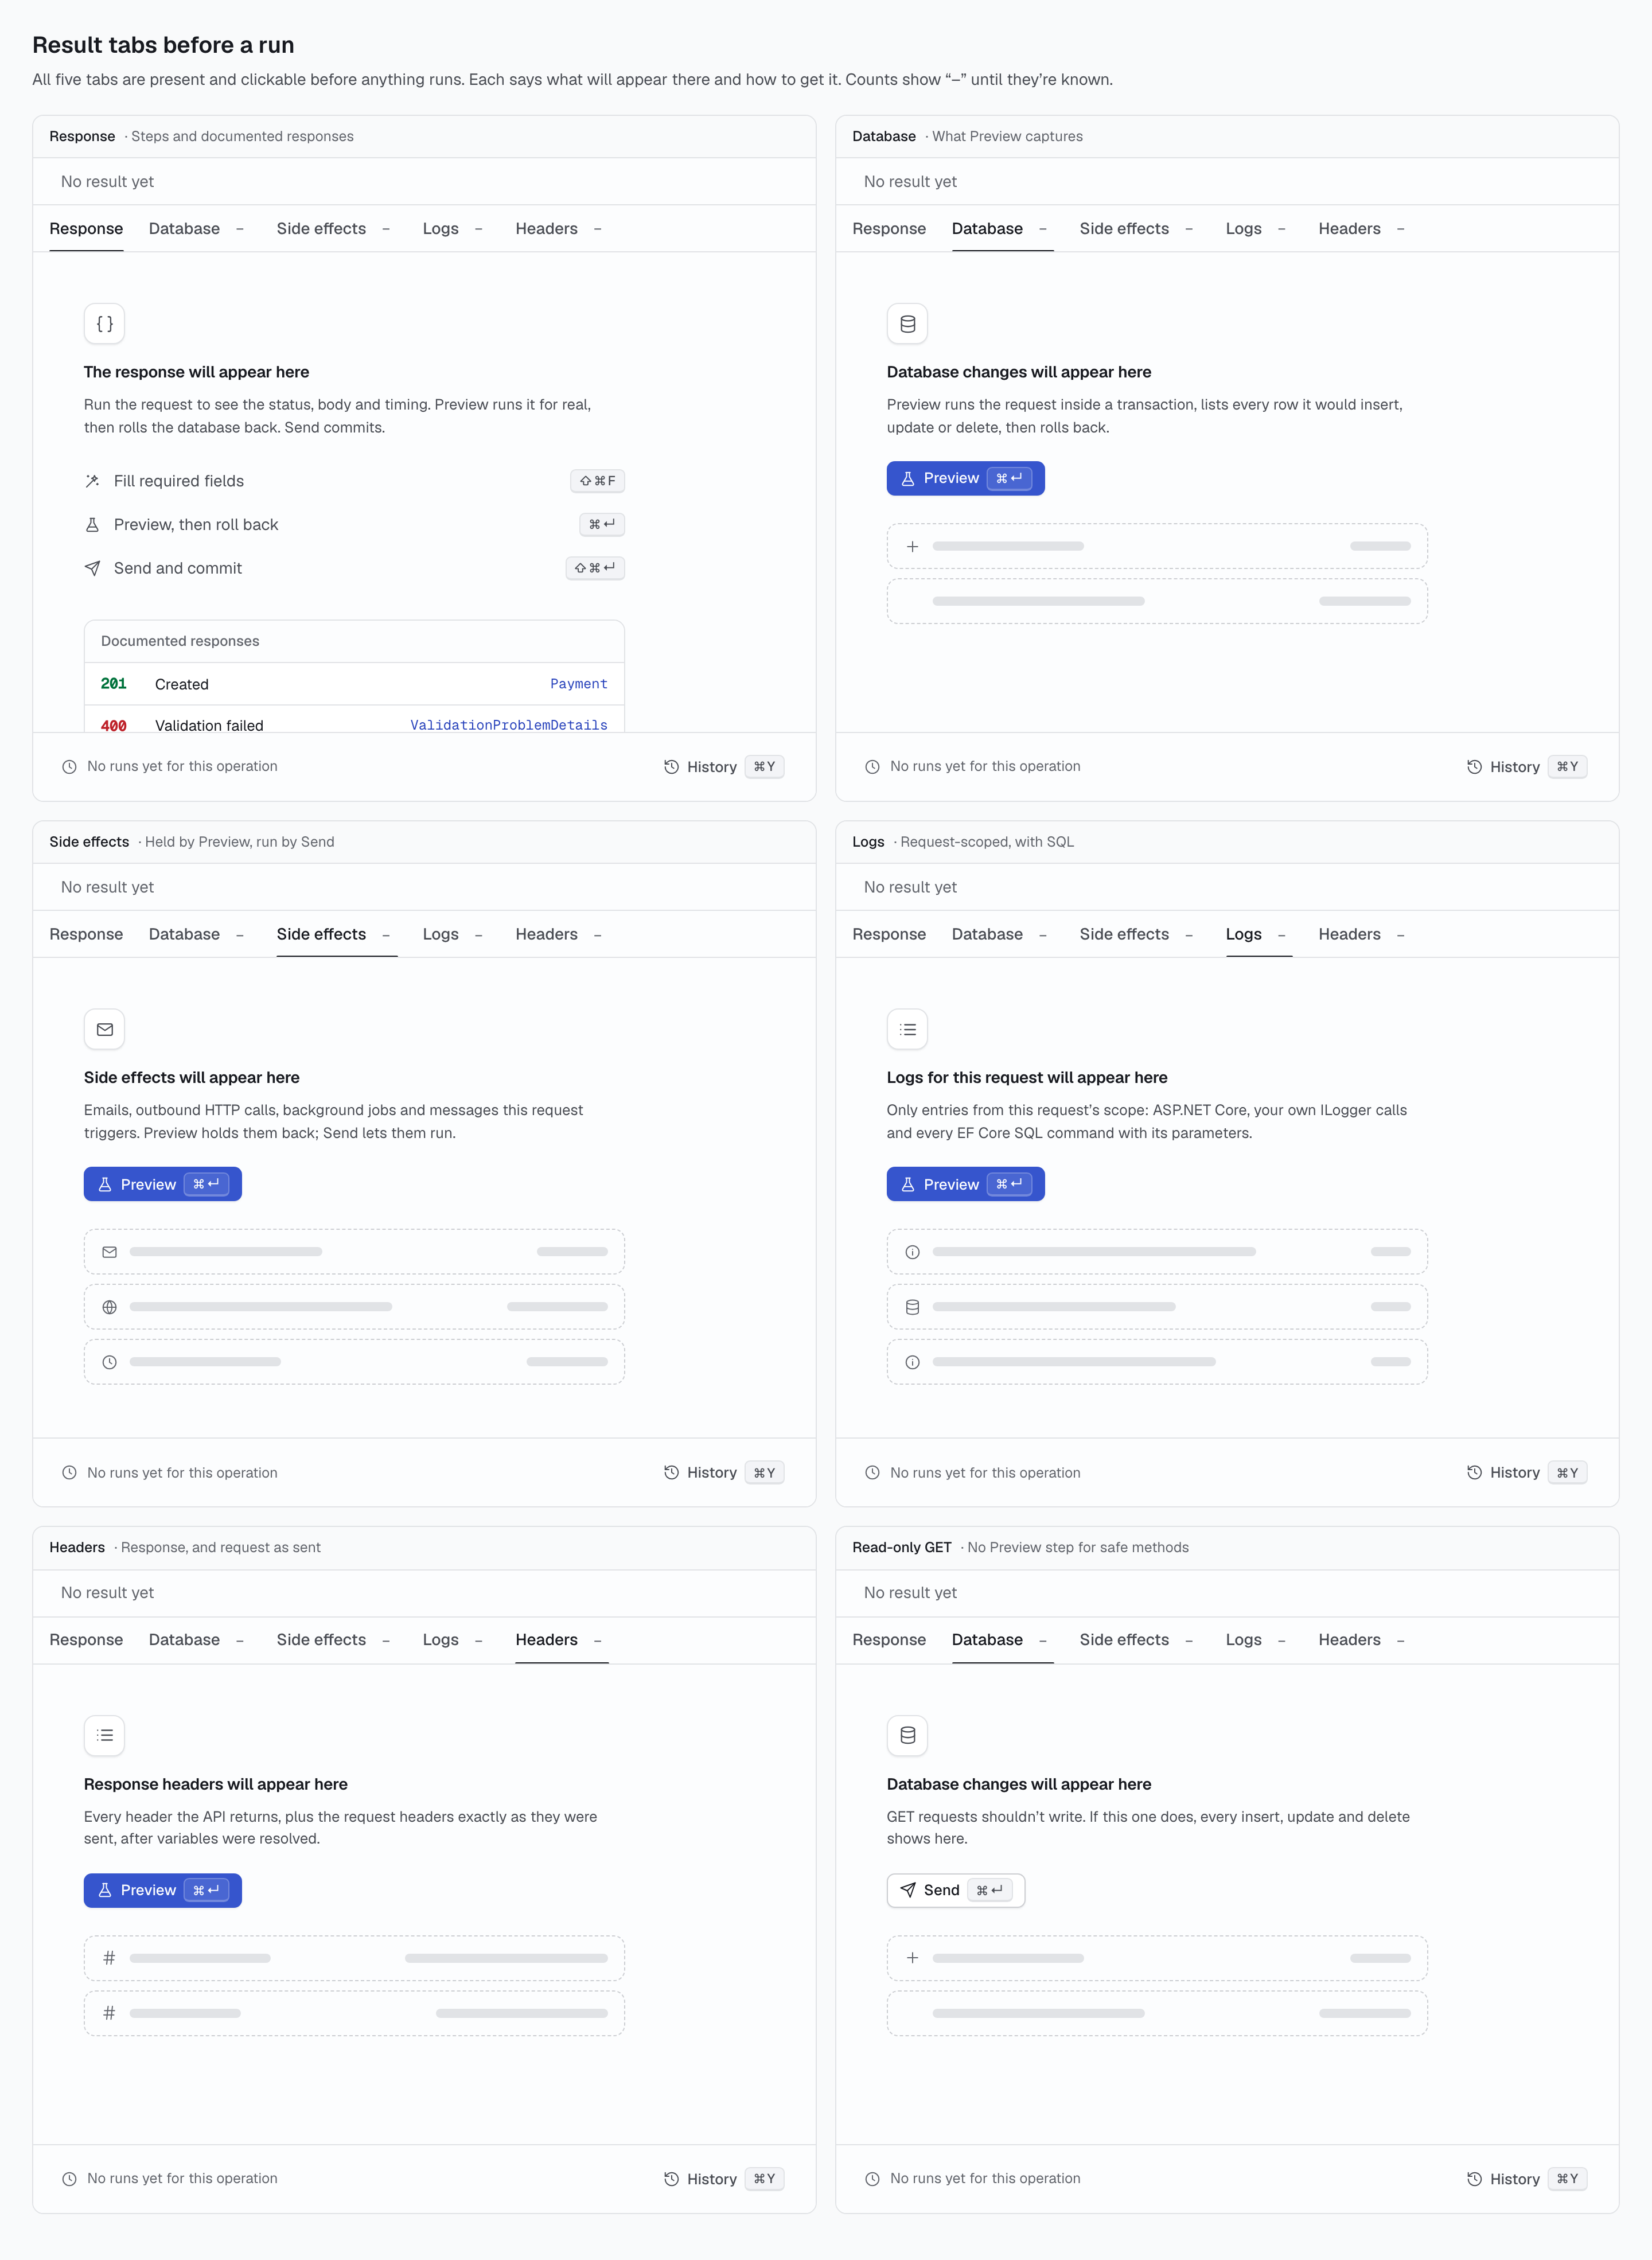 Result tabs before a run
All five tabs are present and clickable before anything runs. Each says what will appear there and how to get it. Counts show “–” until they’re known.
Response · Steps and documented responses
No result yet
Response Database – Side effects – Logs – Headers –
{ }
The response will appear here
Run the request to see the status, body and timing. Preview runs it for real,
then rolls the database back. Send commits.
Fill required fields ⇧⌘F
Preview, then roll back ⌘↵
Send and commit ⇧⌘↵
Documented responses
201 Created Payment
400 Validation failed ValidationProblemDetails
No runs yet for this operation History ⌘Y
Database · What Preview captures
No result yet
Response Database – Side effects – Logs – Headers –
Database changes will appear here
Preview runs the request inside a transaction, lists every row it would insert,
update or delete, then rolls back.
Preview ⌘↵
+
No runs yet for this operation History ⌘Y
Side effects · Held by Preview, run by Send
No result yet
Response Database – Side effects – Logs – Headers –
Side effects will appear here
Emails, outbound HTTP calls, background jobs and messages this request
triggers. Preview holds them back; Send lets them run.
Preview ⌘↵
No runs yet for this operation History ⌘Y
Logs · Request-scoped, with SQL
No result yet
Response Database – Side effects – Logs – Headers –
Logs for this request will appear here
Only entries from this request’s scope: ASP.NET Core, your own ILogger calls
and every EF Core SQL command with its parameters.
Preview ⌘↵
No runs yet for this operation History ⌘Y
Headers · Response, and request as sent
No result yet
Response Database – Side effects – Logs – Headers –
Response headers will appear here
Every header the API returns, plus the request headers exactly as they were
sent, after variables were resolved.
Preview ⌘↵
#
#
No runs yet for this operation History ⌘Y
Read-only GET · No Preview step for safe methods
No result yet
Response Database – Side effects – Logs – Headers –
Database changes will appear here
GET requests shouldn’t write. If this one does, every insert, update and delete
shows here.
Send ⌘↵
+
No runs yet for this operation History ⌘Y